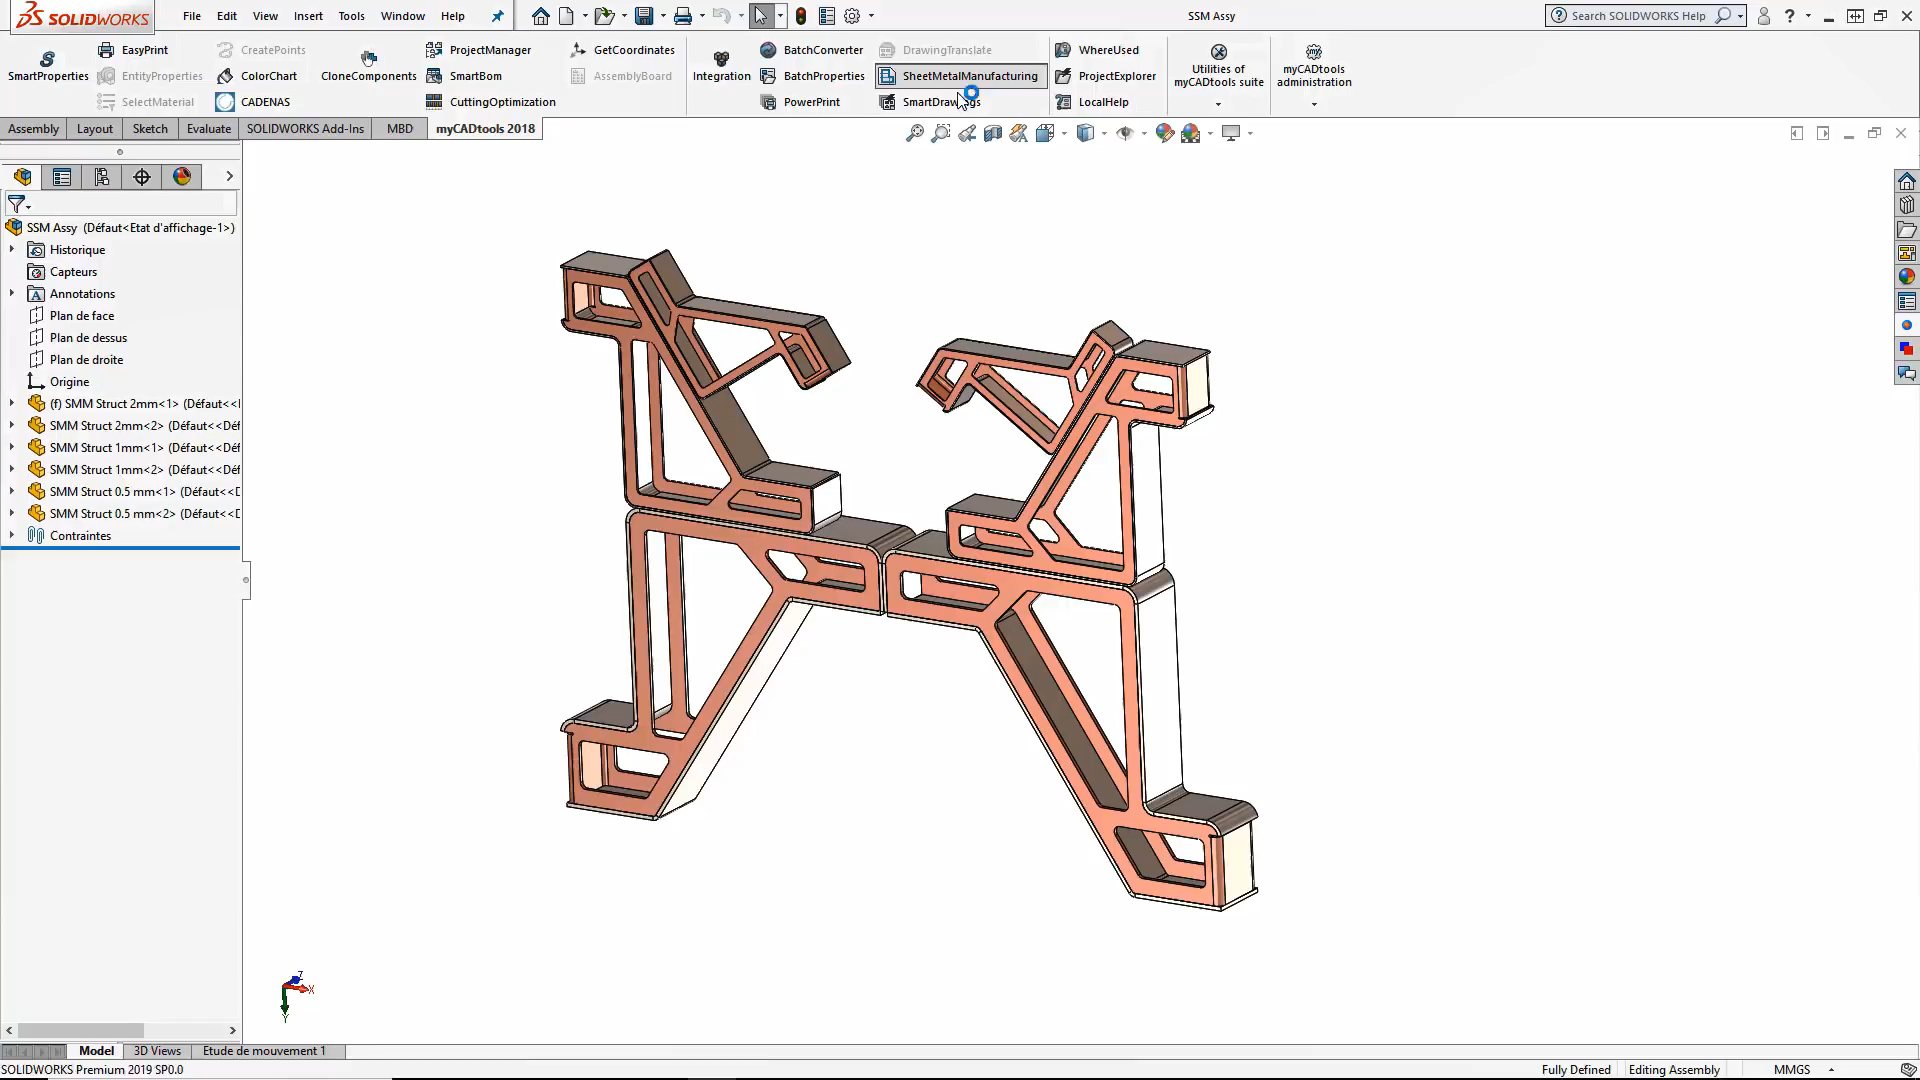 SOLIDWORKS
File Edit View Insert Tools Window Help
SSM Assy
Search SOLIDWORKS Help
SmartProperties
EasyPrint
EntityProperties
SelectMaterial
CreatePoints
ColorChart
CADENAS
CloneComponents
ProjectManager
SmartBom
CuttingOptimization
GetCoordinates
AssemblyBoard
Integration
BatchConverter
BatchProperties
PowerPrint
DrawingTranslate
SheetMetalManufacturing
WhereUsed
ProjectExplorer
LocalHelp
Utilities of
myCADtools suite
myCADtools
administration
Assembly Layout Sketch Evaluate SOLIDWORKS Add-Ins MBD myCADtools 2018
SSM Assy (Défaut<Etat d'affichage-1>)
Historique
Capteurs
Annotations
Plan de face
Plan de dessus
Plan de droite
Origine
(f) SMM Struct 2mm<1> (Défaut<<
SMM Struct 2mm<2> (Défaut<<Déf
SMM Struct 1mm<1> (Défaut<<Déf
SMM Struct 1mm<2> (Défaut<<Déf
SMM Struct 0.5 mm<1> (Défaut<<
SMM Struct 0.5 mm<2> (Défaut<<
Contraintes
Z
X
Y
Model 3D Views Etude de mouvement 1
SOLIDWORKS Premium 2019 SP0.0
Fully Defined Editing Assembly MMGS